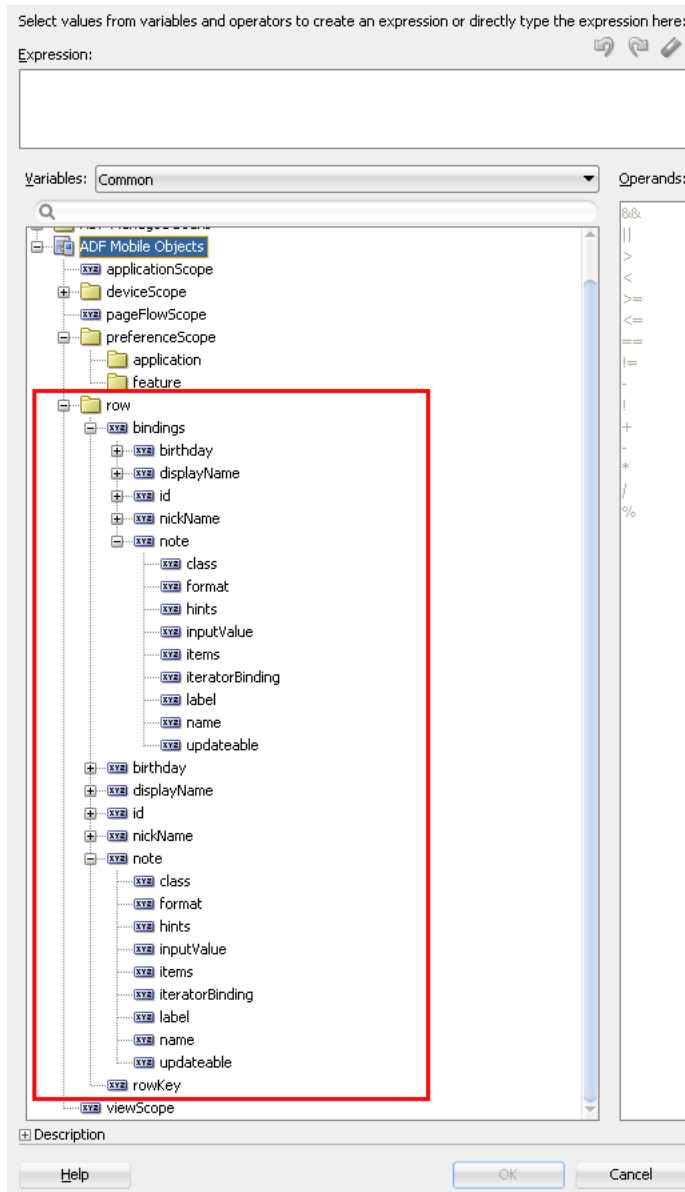 Select values from variables and operators to create an expression or directly type the expression here:
Expression:
Variables: Common
Operands:
ADF Mobile Objects
applicationScope
deviceScope
pageFlowScope
preferenceScope
application
feature
row
bindings
birthday
displayName
id
nickName
note
class
format
hints
inputValue
items
iteratorBinding
label
name
updateable
birthday
displayName
id
nickName
note
class
format
hints
inputValue
items
iteratorBinding
label
name
updateable
rowKey
viewScope
&&
||
>
<
>=
<=
==
!=
-
!
+
-
*
/
%
Description
Help
OK
Cancel